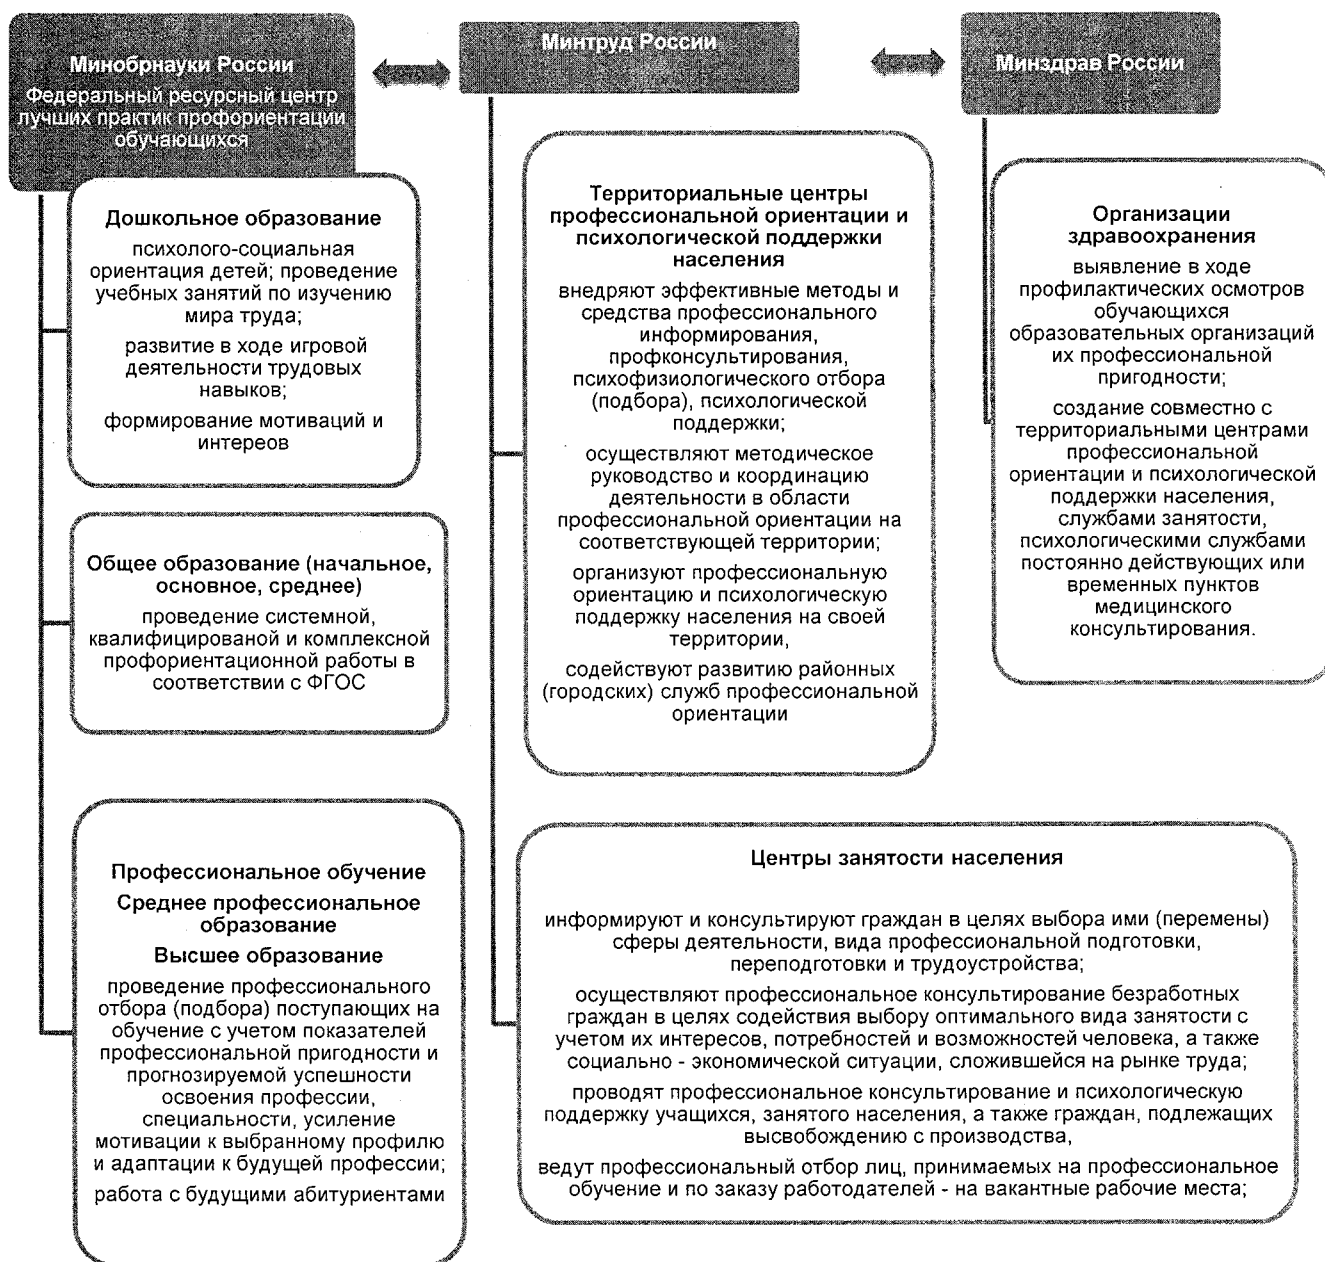 Минобрнауки России
Федеральный ресурсный центр
лучших практик профориентации
обучающихся
Дошкольное образование
психолого-социальная
ориентация детей; проведение
учебных занятий по изучению
мира труда;
развитие в ходе игровой
деятельности трудовых
навыков;
формирование мотиваций и
интереов
Общее образование (начальное,
основное, среднее)
проведение системной,
квалифицированой и комплексной
профориентационной работы в
соответствии с ФГОС
Профессиональное обучение
Среднее профессиональное
образование
Высшее образование
проведение профессионального
отбора (подбора) поступающих на
обучение с учетом показателей
профессиональной пригодности и
прогнозируемой успешности
освоения профессии,
специальности, усиление
мотивации к выбранному профилю
и адаптации к будущей профессии;
работа с будущими абитуриентами
Минтруд России
Территориальные центры
профессиональной ориентации и
психологической поддержки
населения
внедряют эффективные методы и
средства профессионального
информирования,
профконсультирования,
психофизиологического отбора
(подбора), психологической
поддержки;
осуществляют методическое
руководство и координацию
деятельности в области
профессиональной ориентации на
соответствующей территории;
организуют профессиональную
ориентацию и психологическую
поддержку населения на своей
территории,
содействуют развитию районных
(городских) служб профессиональной
ориентации
Центры занятости населения
информируют и консультируют граждан в целях выбора ими (перемены)
сферы деятельности, вида профессиональной подготовки,
переподготовки и трудоустройства;
осуществляют профессиональное консультирование безработных
граждан в целях содействия выбору оптимального вида занятости с
учетом их интересов, потребностей и возможностей человека, а также
социально - экономической ситуации, сложившейся на рынке труда;
проводят профессиональное консультирование и психологическую
поддержку учащихся, занятого населения, а также граждан, подлежащих
высвобождению с производства,
ведут профессиональный отбор лиц, принимаемых на профессиональное
обучение и по заказу работодателей - на вакантные рабочие места;
Минздрав России
Организации
здравоохранения
выявление в ходе
профилактических осмотров
обучающихся
образовательных организаций
их профессиональной
пригодности;
создание совместно с
территориальными центрами
профессиональной
ориентации и психологической
поддержки населения,
службами занятости,
психологическими службами
постоянно действующих или
временных пунктов
медицинского
консультирования.